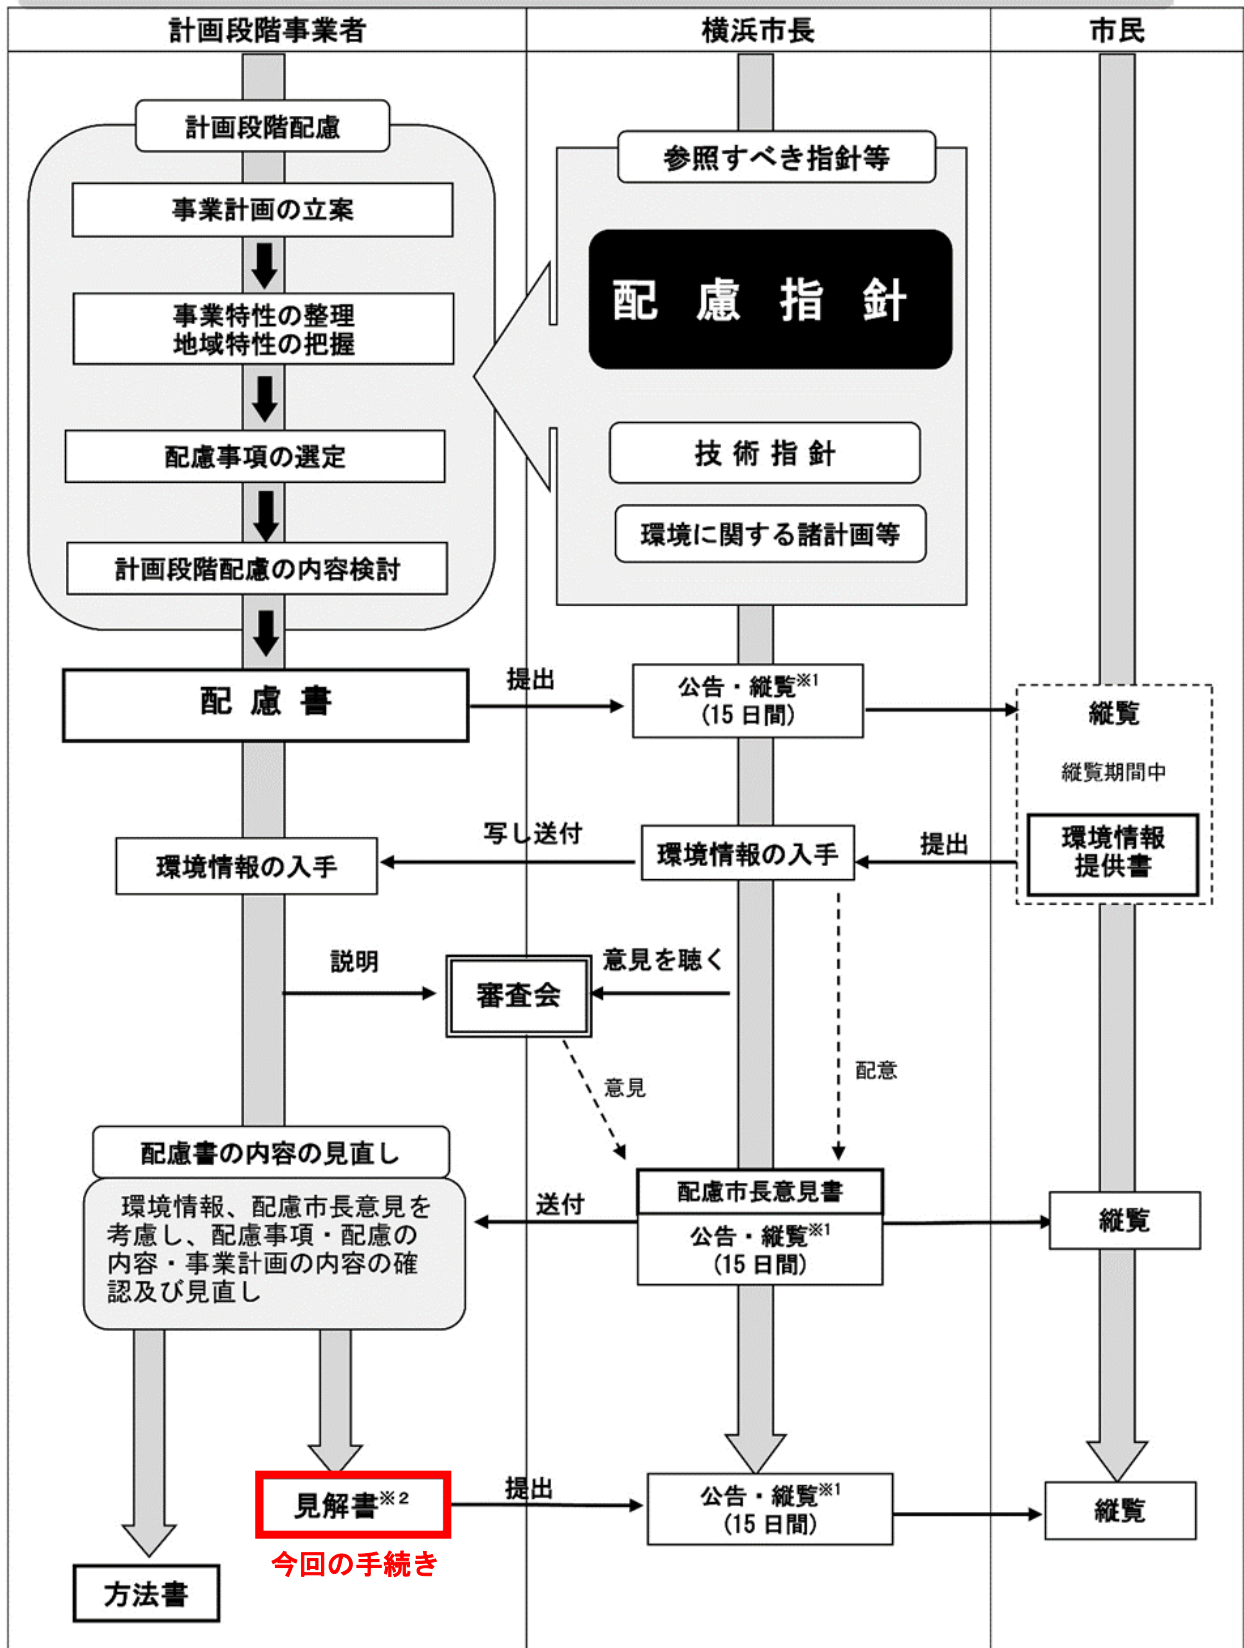 計画段階事業者
横浜市長
市民
計画段階配慮
事業計画の立案
事業特性の整理
地域特性の把握
配慮事項の選定
計画段階配慮の内容検討
参照すべき指針等
配慮指針
技術指針
環境に関する諸計画等
配慮書
提出
公告・縦覧※1
(15日間)
縦覧
縦覧期間中
環境情報
提供書
提出
環境情報の入手
写し送付
環境情報の入手
説明
審査会
意見を聴く
意見
配意
配慮書の内容の見直し
環境情報、配慮市長意見を
考慮し、配慮事項・配慮の
内容・事業計画の内容の確
認及び見直し
送付
配慮市長意見書
公告・縦覧※1
(15日間)
縦覧
見解書※2
今回の手続き
提出
公告・縦覧※1
(15日間)
縦覧
方法書